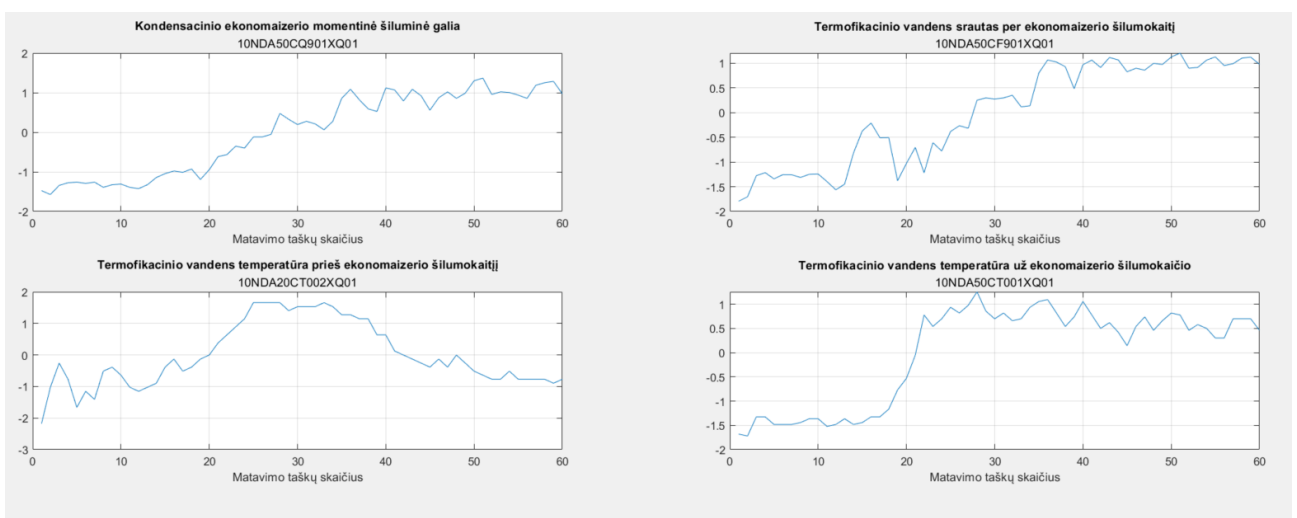 Kondensacinio ekonomaizerio momentinė šiluminė galia
10NDA50CQ901XQ01
2
1
0
-1
-2
0 10 20 30 40 50 60
Matavimo taškų skaičius
Termofikacinio vandens srautas per ekonomaizerio šilumokaitį
10NDA50CF901XQ01
1
0.5
0
-0.5
-1
-1.5
-2
0 10 20 30 40 50 60
Matavimo taškų skaičius
Termofikacinio vandens temperatūra prieš ekonomaizerio šilumokaitįį
10NDA20CT002XQ01
2
1
0
-1
-2
-3
0 10 20 30 40 50 60
Matavimo taškų skaičius
Termofikacinio vandens temperatūra už ekonomaizerio šilumokaičio
10NDA50CT001XQ01
1
0.5
0
-0.5
-1
-1.5
-2
0 10 20 30 40 50 60
Matavimo taškų skaičius